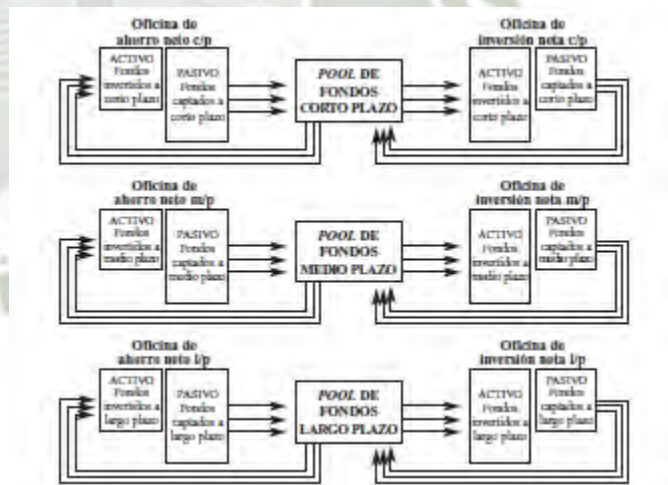 Oficina de
ahorro neto c/p
ACTIVO
Fondos
invertidos a
corto plazo
PASIVO
Fondos
captados a
corto plazo
POOL DE
FONDOS
CORTO PLAZO
Oficina de
inversión nota c/p
ACTIVO
Fondos
invertidos a
corto plazo
PASIVO
Fondos
captados a
corto plazo
Oficina de
ahorro neto m/p
ACTIVO
Fondos
invertidos a
medio plazo
PASIVO
Fondos
captados a
medio plazo
POOL DE
FONDOS
MEDIO PLAZO
Oficina de
inversión nota m/p
ACTIVO
Fondos
invertidos a
medio plazo
PASIVO
Fondos
captados a
medio plazo
Oficina de
ahorro neto l/p
ACTIVO
Fondos
invertidos a
largo plazo
PASIVO
Fondos
captados a
largo plazo
POOL DE
FONDOS
LARGO PLAZO
Oficina de
inversión nota l/p
ACTIVO
Fondos
invertidos a
largo plazo
PASIVO
Fondos
captados a
largo plazo